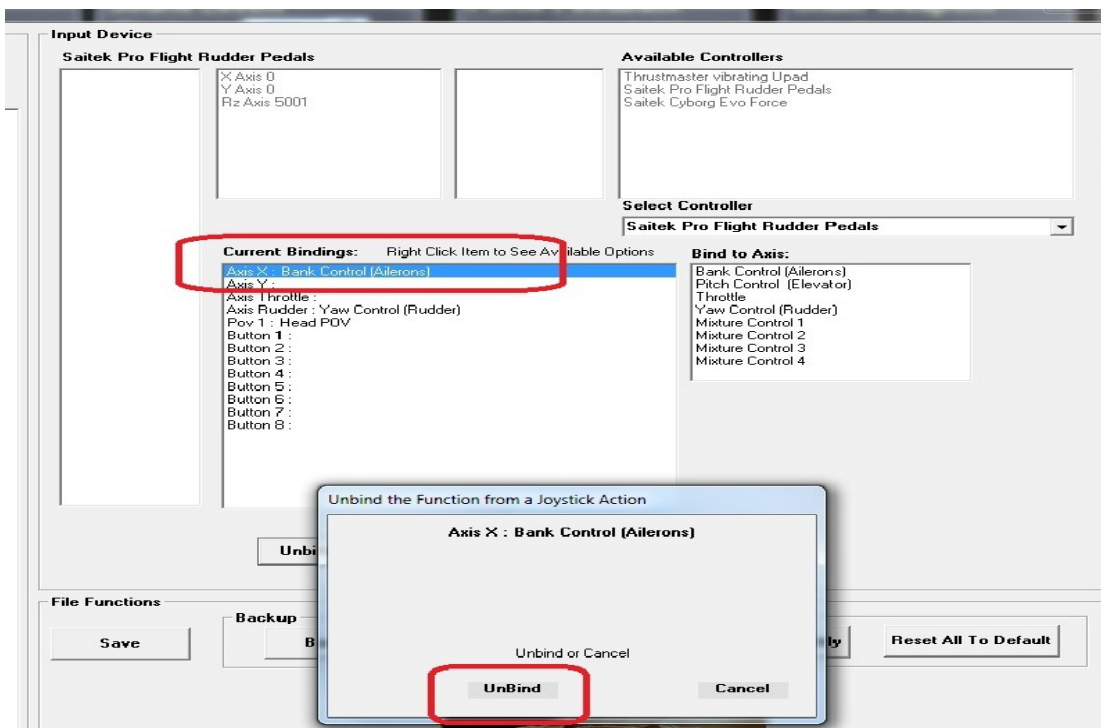 Input Device
Saitek Pro Flight Rudder Pedals
Available Controllers
X Axis 0
Y Axis 0
Rz Axis 5001
Thrustmaster vibrating Upad
Saitek Pro Flight Rudder Pedals
Saitek Cyborg Evo Force
Select Controller
Saitek Pro Flight Rudder Pedals
Current Bindings: Right Click Item to See Available Options
Axis X : Bank Control (Ailerons)
Axis Y :
Axis Throttle :
Axis Rudder : Yaw Control (Rudder)
Pov 1 : Head POV
Button 1 :
Button 2 :
Button 3 :
Button 4 :
Button 5 :
Button 6 :
Button 7 :
Button 8 :
Bind to Axis:
Bank Control (Ailerons)
Pitch Control (Elevator)
Throttle
Yaw Control (Rudder)
Mixture Control 1
Mixture Control 2
Mixture Control 3
Mixture Control 4
Unbind the Function from a Joystick Action
Axis X : Bank Control (Ailerons)
Unbind or Cancel
UnBind Cancel
Unbi
File Functions
Save
Backup
B
ly
Reset All To Default